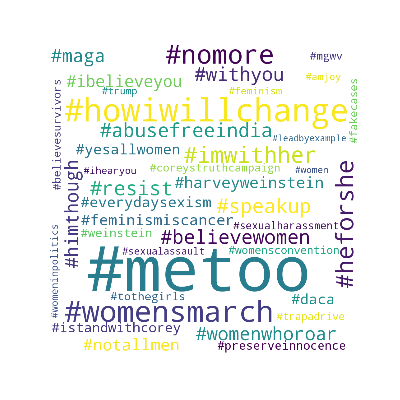 #maga
#nomore
#mgwv
#ibelieveyou
#withyou
#amjoy
#trump
#feminism
#howiwillchange
#abusefreeindia
#leadbyexample
#yesallwomen
#imwithher
#ihearyou
#coreystruthcampaign
#women
#resist
#harveyweinstein
#everydaysexism
#speakup
#feminismiscancer
#sexualharassment
#weinstein
#believewomen
#sexualassault
#womensconvention
#metoo
#tothegirls
#daca
#womensmarch
#trapadrive
#istandwithcorey
#womenwhoroar
#notallmen
#preserveinnocence
#believesurvivors
#himthough
#womeninpolitics
#fakecases
#heforshe